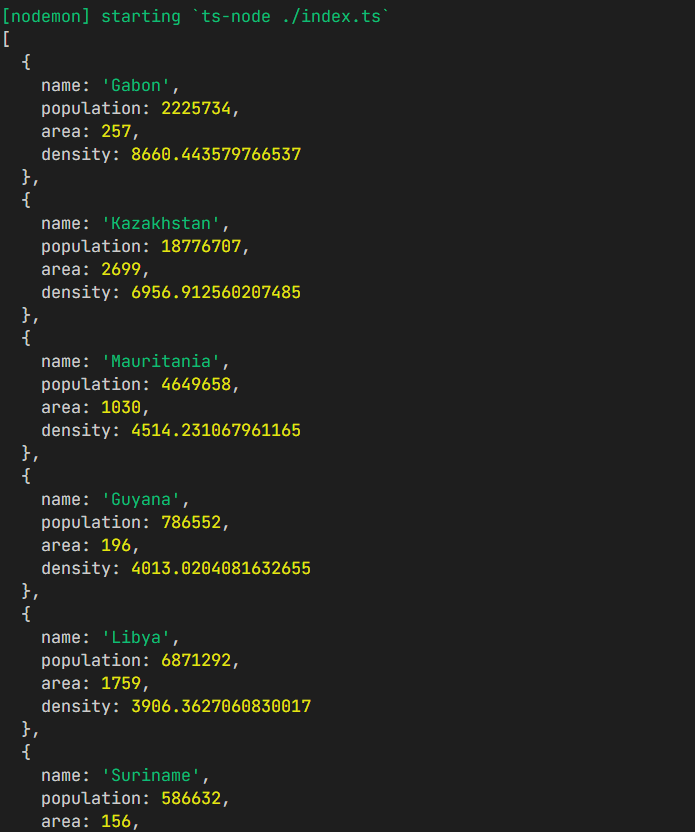 [nodemon] starting `ts-node ./index.ts`
[
  {
    name: 'Gabon',
    population: 2225734,
    area: 257,
    density: 8660.443579766537
  },
  {
    name: 'Kazakhstan',
    population: 18776707,
    area: 2699,
    density: 6956.912560207485
  },
  {
    name: 'Mauritania',
    population: 4649658,
    area: 1030,
    density: 4514.231067961165
  },
  {
    name: 'Guyana',
    population: 786552,
    area: 196,
    density: 4013.0204081632655
  },
  {
    name: 'Libya',
    population: 6871292,
    area: 1759,
    density: 3906.3627060830017
  },
  {
    name: 'Suriname',
    population: 586632,
    area: 156,